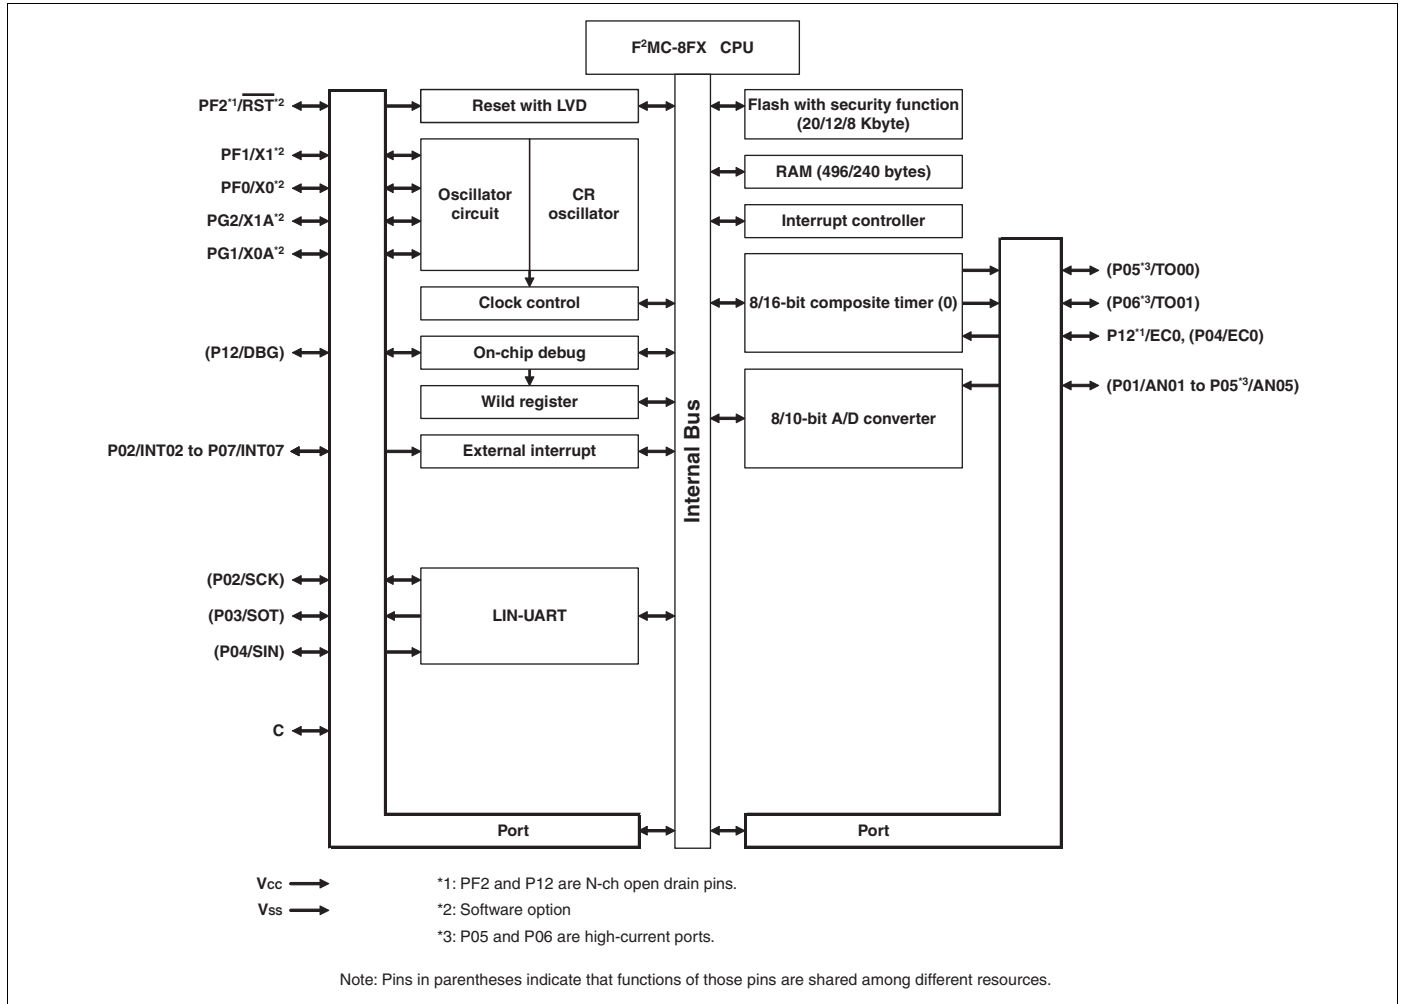 F²MC-8FX CPU
PF2*1/RST*2
Reset with LVD
Flash with security function
(20/12/8 Kbyte)
PF1/X1*2
PF0/X0*2
PG2/X1A*2
PG1/X0A*2
Oscillator
circuit
CR
oscillator
RAM (496/240 bytes)
Interrupt controller
Clock control
8/16-bit composite timer (0)
(P05*3/TO00)
(P06*3/TO01)
P12*1/EC0, (P04/EC0)
(P12/DBG)
On-chip debug
Wild register
8/10-bit A/D converter
(P01/AN01 to P05*3/AN05)
P02/INT02 to P07/INT07
External interrupt
Internal Bus
(P02/SCK)
(P03/SOT)
(P04/SIN)
LIN-UART
C
Port
Port
Vcc
Vss
*1: PF2 and P12 are N-ch open drain pins.
*2: Software option
*3: P05 and P06 are high-current ports.
Note: Pins in parentheses indicate that functions of those pins are shared among different resources.